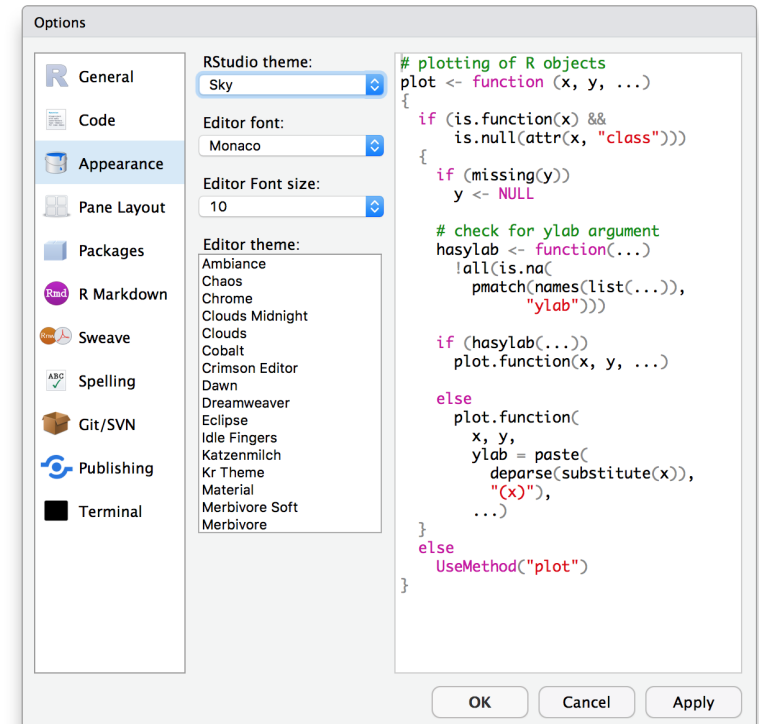 Options
R General
Code
Appearance
Pane Layout
Packages
Rmd R Markdown
Rnw Sweave
ABC Spelling
Git/SVN
Publishing
Terminal
RStudio theme:
Sky
Editor font:
Monaco
Editor Font size:
10
Editor theme:
Ambiance
Chaos
Chrome
Clouds Midnight
Clouds
Cobalt
Crimson Editor
Dawn
Dreamweaver
Eclipse
Idle Fingers
Katzenmilch
Kr Theme
Material
Merbivore Soft
Merbivore
# plotting of R objects
plot <- function (x, y, ...)
{
  if (is.function(x) &&
      is.null(attr(x, "class")))
  {
    if (missing(y))
      y <- NULL

    # check for ylab argument
    hasylab <- function(...)
      !all(is.na(
        pmatch(names(list(...)),
              "ylab")))

    if (hasylab(...))
      plot.function(x, y, ...)

    else
      plot.function(
        x, y,
        ylab = paste(
          deparse(substitute(x)),
          "(x)"),
        ...)
  }
  else
    UseMethod("plot")
}
OK
Cancel
Apply